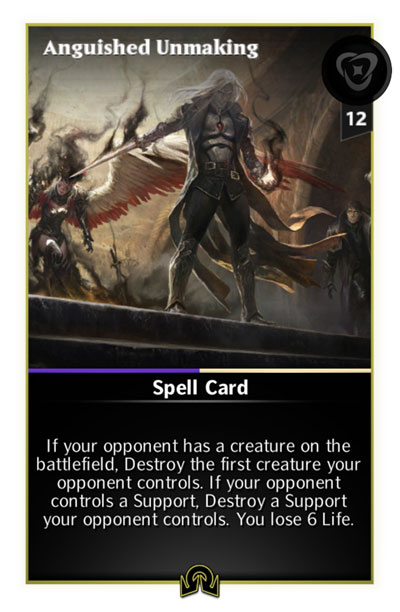 Anguished Unmaking
12
Spell Card
If your opponent has a creature on the
battlefield, Destroy the first creature your
opponent controls. If your opponent
controls a Support, Destroy a Support
your opponent controls. You lose 6 Life.